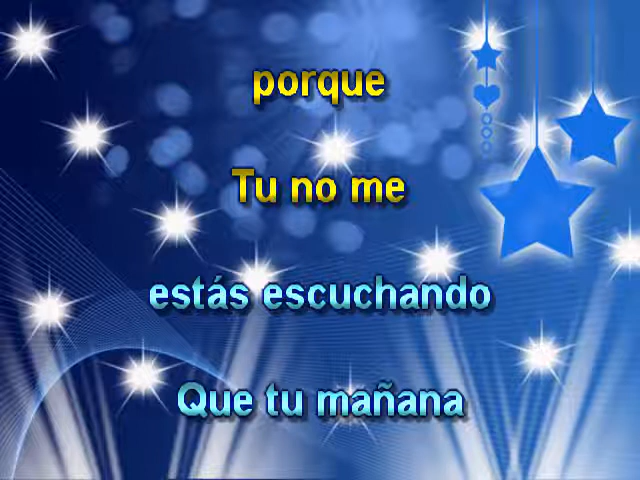 porque
Tu no me
estás escuchando
Que tu mañana